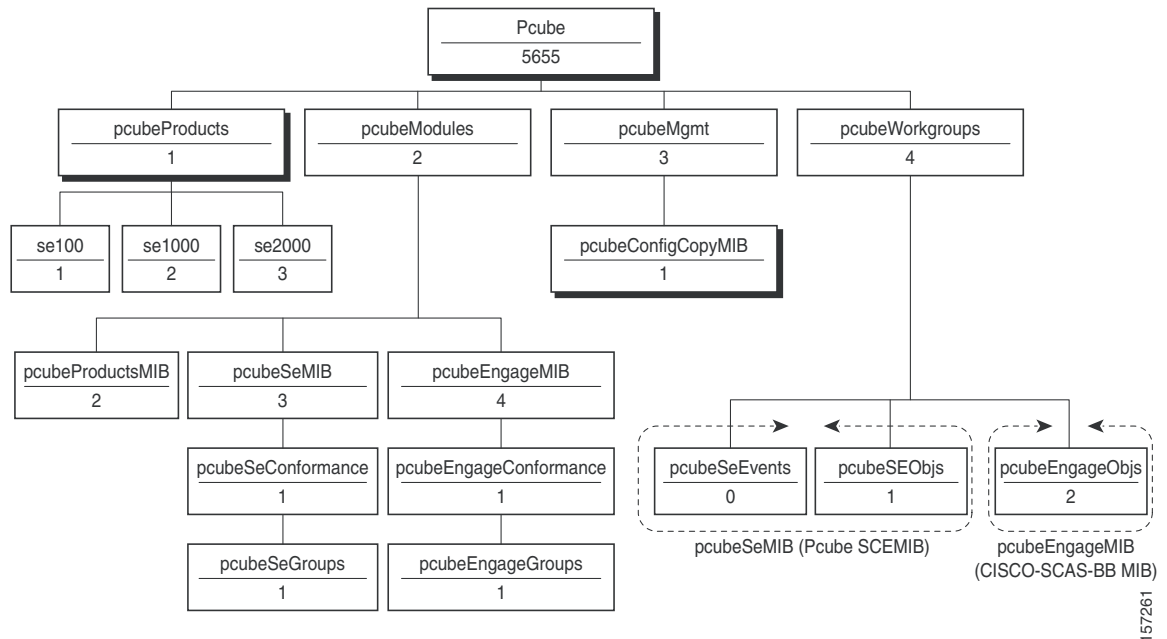 Pcube
5655
pcubeProducts
1
pcubeModules
2
pcubeMgmt
3
pcubeWorkgroups
4
se100
1
se1000
2
se2000
3
pcubeConfigCopyMIB
1
pcubeProductsMIB
2
pcubeSeMIB
3
pcubeEngageMIB
4
pcubeSeConformance
1
pcubeEngageConformance
1
pcubeSeEvents
0
pcubeSEObjs
1
pcubeEngageObjs
2
pcubeSeGroups
1
pcubeEngageGroups
1
pcubeSeMIB (Pcube SCEMIB)
pcubeEngageMIB
(CISCO-SCAS-BB MIB)
157261